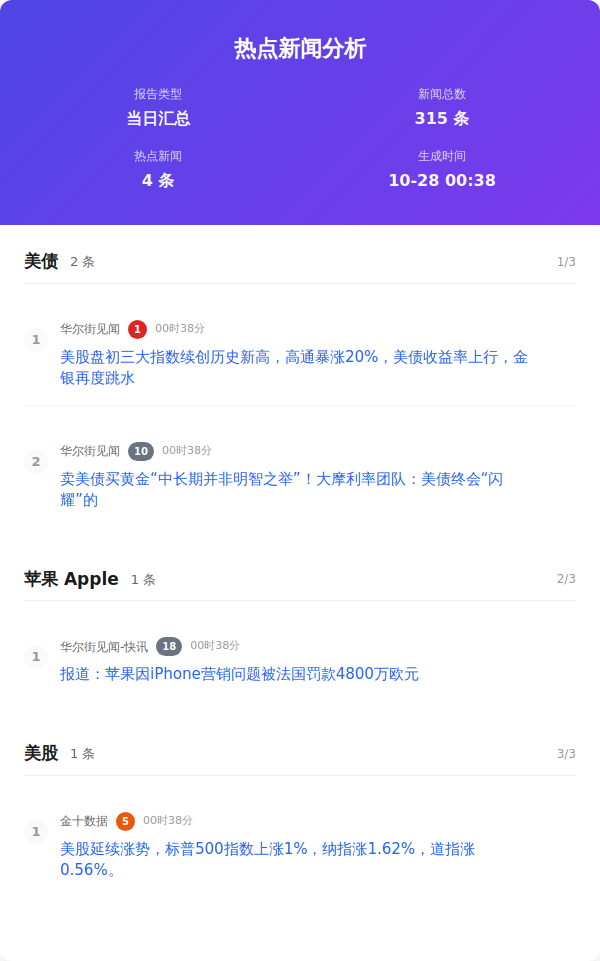 热点新闻分析
报告类型
新闻总数
当日汇总
315 条
热点新闻
生成时间
4 条
10-28 00:38
美债 2 条 1/3
1
华尔街见闻 1 00时38分
美股盘初三大指数续创历史新高，高通暴涨20%，美债收益率上行，金
银再度跳水
2
华尔街见闻 10 00时38分
卖美债买黄金“中长期并非明智之举”！大摩利率团队：美债终会“闪
耀”的
苹果 Apple 1 条 2/3
1
华尔街见闻-快讯 18 00时38分
报道：苹果因iPhone营销问题被法国罚款4800万欧元
美股 1 条 3/3
1
金十数据 5 00时38分
美股延续涨势，标普500指数上涨1%，纳指涨1.62%，道指涨
0.56%。